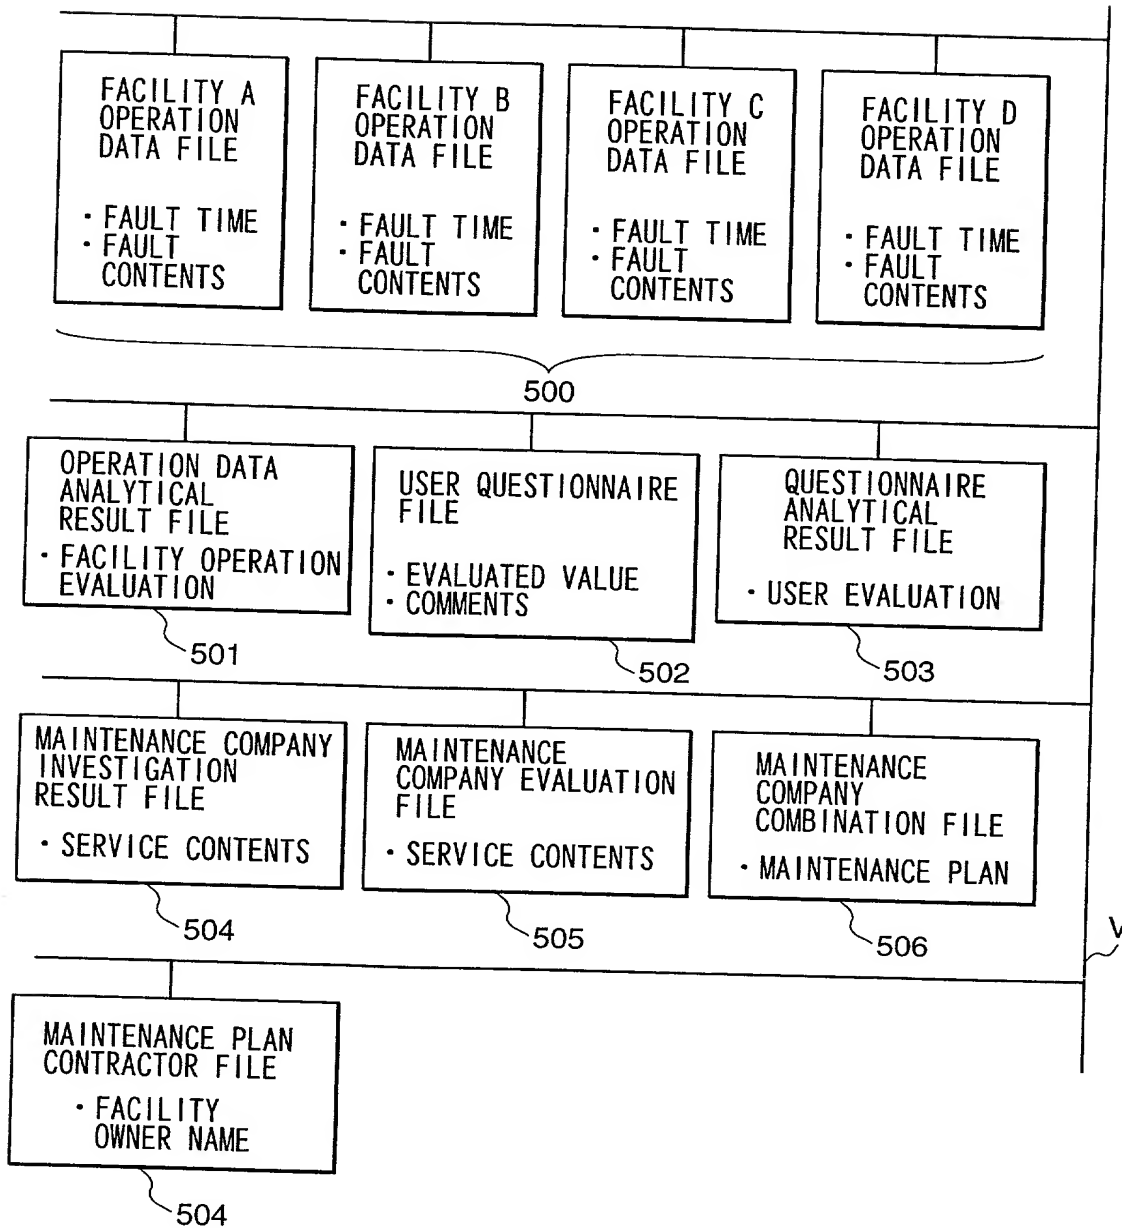 FACILITY A
OPERATION
DATA FILE
· FAULT TIME
· FAULT
CONTENTS
FACILITY B
OPERATION
DATA FILE
· FAULT TIME
· FAULT
CONTENTS
FACILITY C
OPERATION
DATA FILE
· FAULT TIME
· FAULT
CONTENTS
FACILITY D
OPERATION
DATA FILE
· FAULT TIME
· FAULT
CONTENTS
500
OPERATION DATA
ANALYTICAL
RESULT FILE
· FACILITY OPERATION
EVALUATION
501
USER QUESTIONNAIRE
FILE
· EVALUATED VALUE
· COMMENTS
502
QUESTIONNAIRE
ANALYTICAL
RESULT FILE
· USER EVALUATION
503
MAINTENANCE COMPANY
INVESTIGATION
RESULT FILE
· SERVICE CONTENTS
504
MAINTENANCE
COMPANY EVALUATION
FILE
· SERVICE CONTENTS
505
MAINTENANCE
COMPANY
COMBINATION FILE
· MAINTENANCE PLAN
506
MAINTENANCE PLAN
CONTRACTOR FILE
· FACILITY
OWNER NAME
504